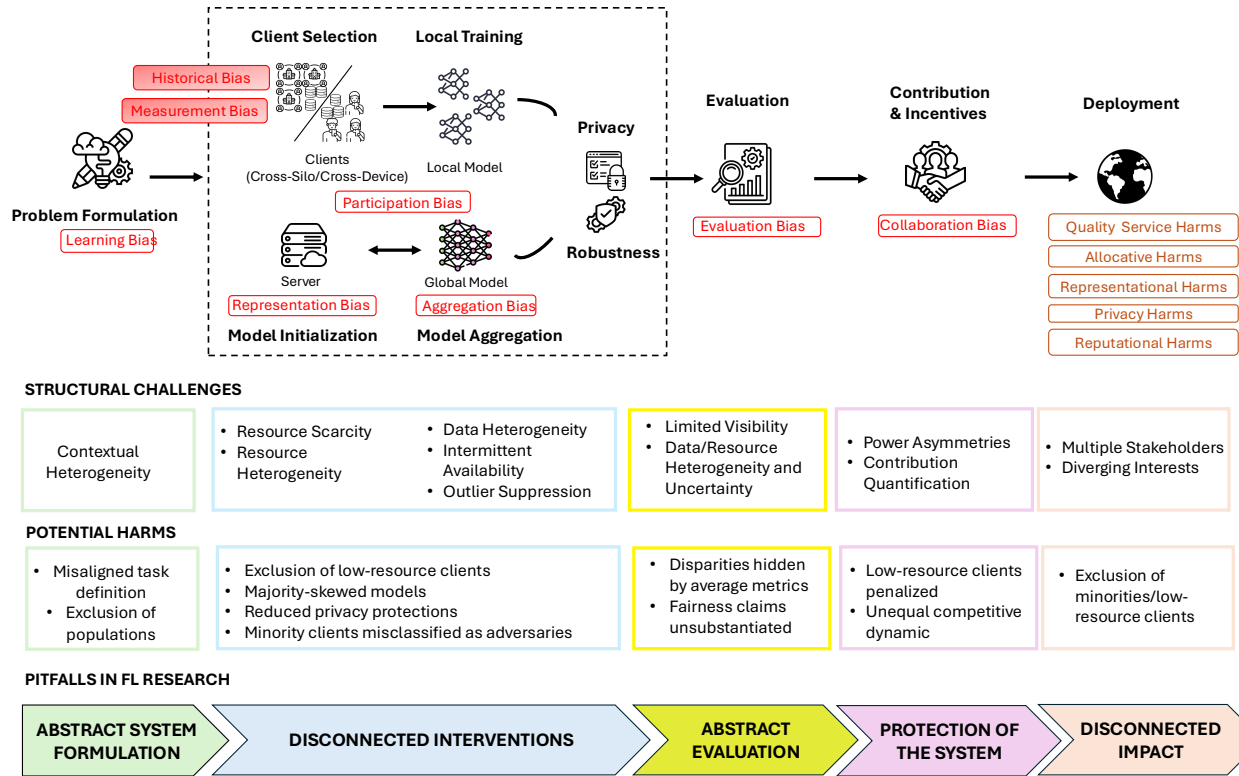 Client Selection
Local Training
Historical Bias
Measurement Bias
Clients
(Cross-Silo/Cross-Device)
Local Model
Participation Bias
Problem Formulation
Learning Bias
Server
Representation Bias
Model Initialization
Global Model
Aggregation Bias
Model Aggregation
Privacy
Robustness
Evaluation
Evaluation Bias
Contribution
& Incentives
Collaboration Bias
Deployment
Quality Service Harms
Allocative Harms
Representational Harms
Privacy Harms
Reputational Harms
STRUCTURAL CHALLENGES
Contextual
Heterogeneity
• Resource Scarcity
• Resource
Heterogeneity
• Data Heterogeneity
• Intermittent
Availability
• Outlier Suppression
• Limited Visibility
• Data/Resource
Heterogeneity and
Uncertainty
• Power Asymmetries
• Contribution
Quantification
• Multiple Stakeholders
• Diverging Interests
POTENTIAL HARMS
• Misaligned task
definition
• Exclusion of
populations
• Exclusion of low-resource clients
• Majority-skewed models
• Reduced privacy protections
• Minority clients misclassified as adversaries
• Disparities hidden
by average metrics
• Fairness claims
unsubstantiated
• Low-resource clients
penalized
• Unequal competitive
dynamic
• Exclusion of
minorities/low-
resource clients
PITFALLS IN FL RESEARCH
ABSTRACT SYSTEM
FORMULATION
DISCONNECTED INTERVENTIONS
ABSTRACT
EVALUATION
PROTECTION OF
THE SYSTEM
DISCONNECTED
IMPACT